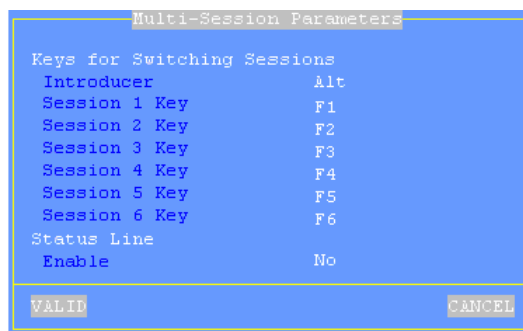 Multi-Session Parameters
Keys for Switching Sessions
Introducer Alt
Session 1 Key F1
Session 2 Key F2
Session 3 Key F3
Session 4 Key F4
Session 5 Key F5
Session 6 Key F6
Status Line
Enable No
VALID CANCEL